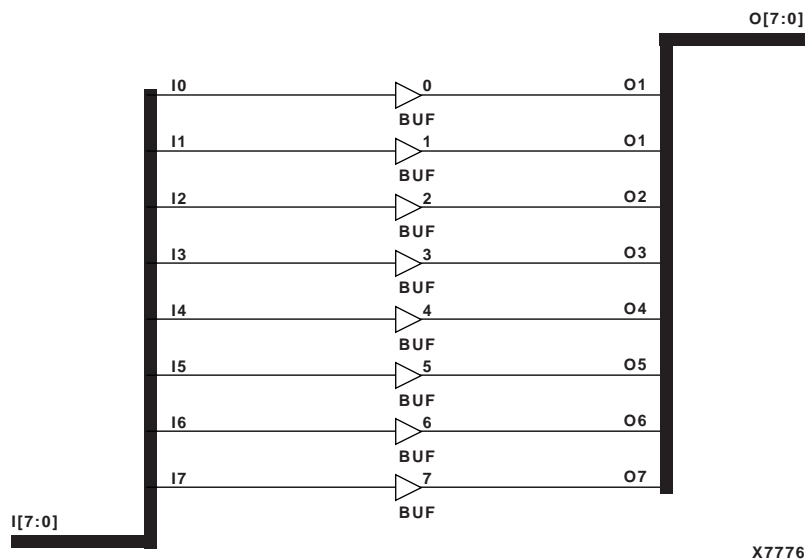 O[7:0]
I0 0 O1
BUF
I1 1 O1
BUF
I2 2 O2
BUF
I3 3 O3
BUF
I4 4 O4
BUF
I5 5 O5
BUF
I6 6 O6
BUF
I7 7 O7
BUF
I[7:0]
X7776